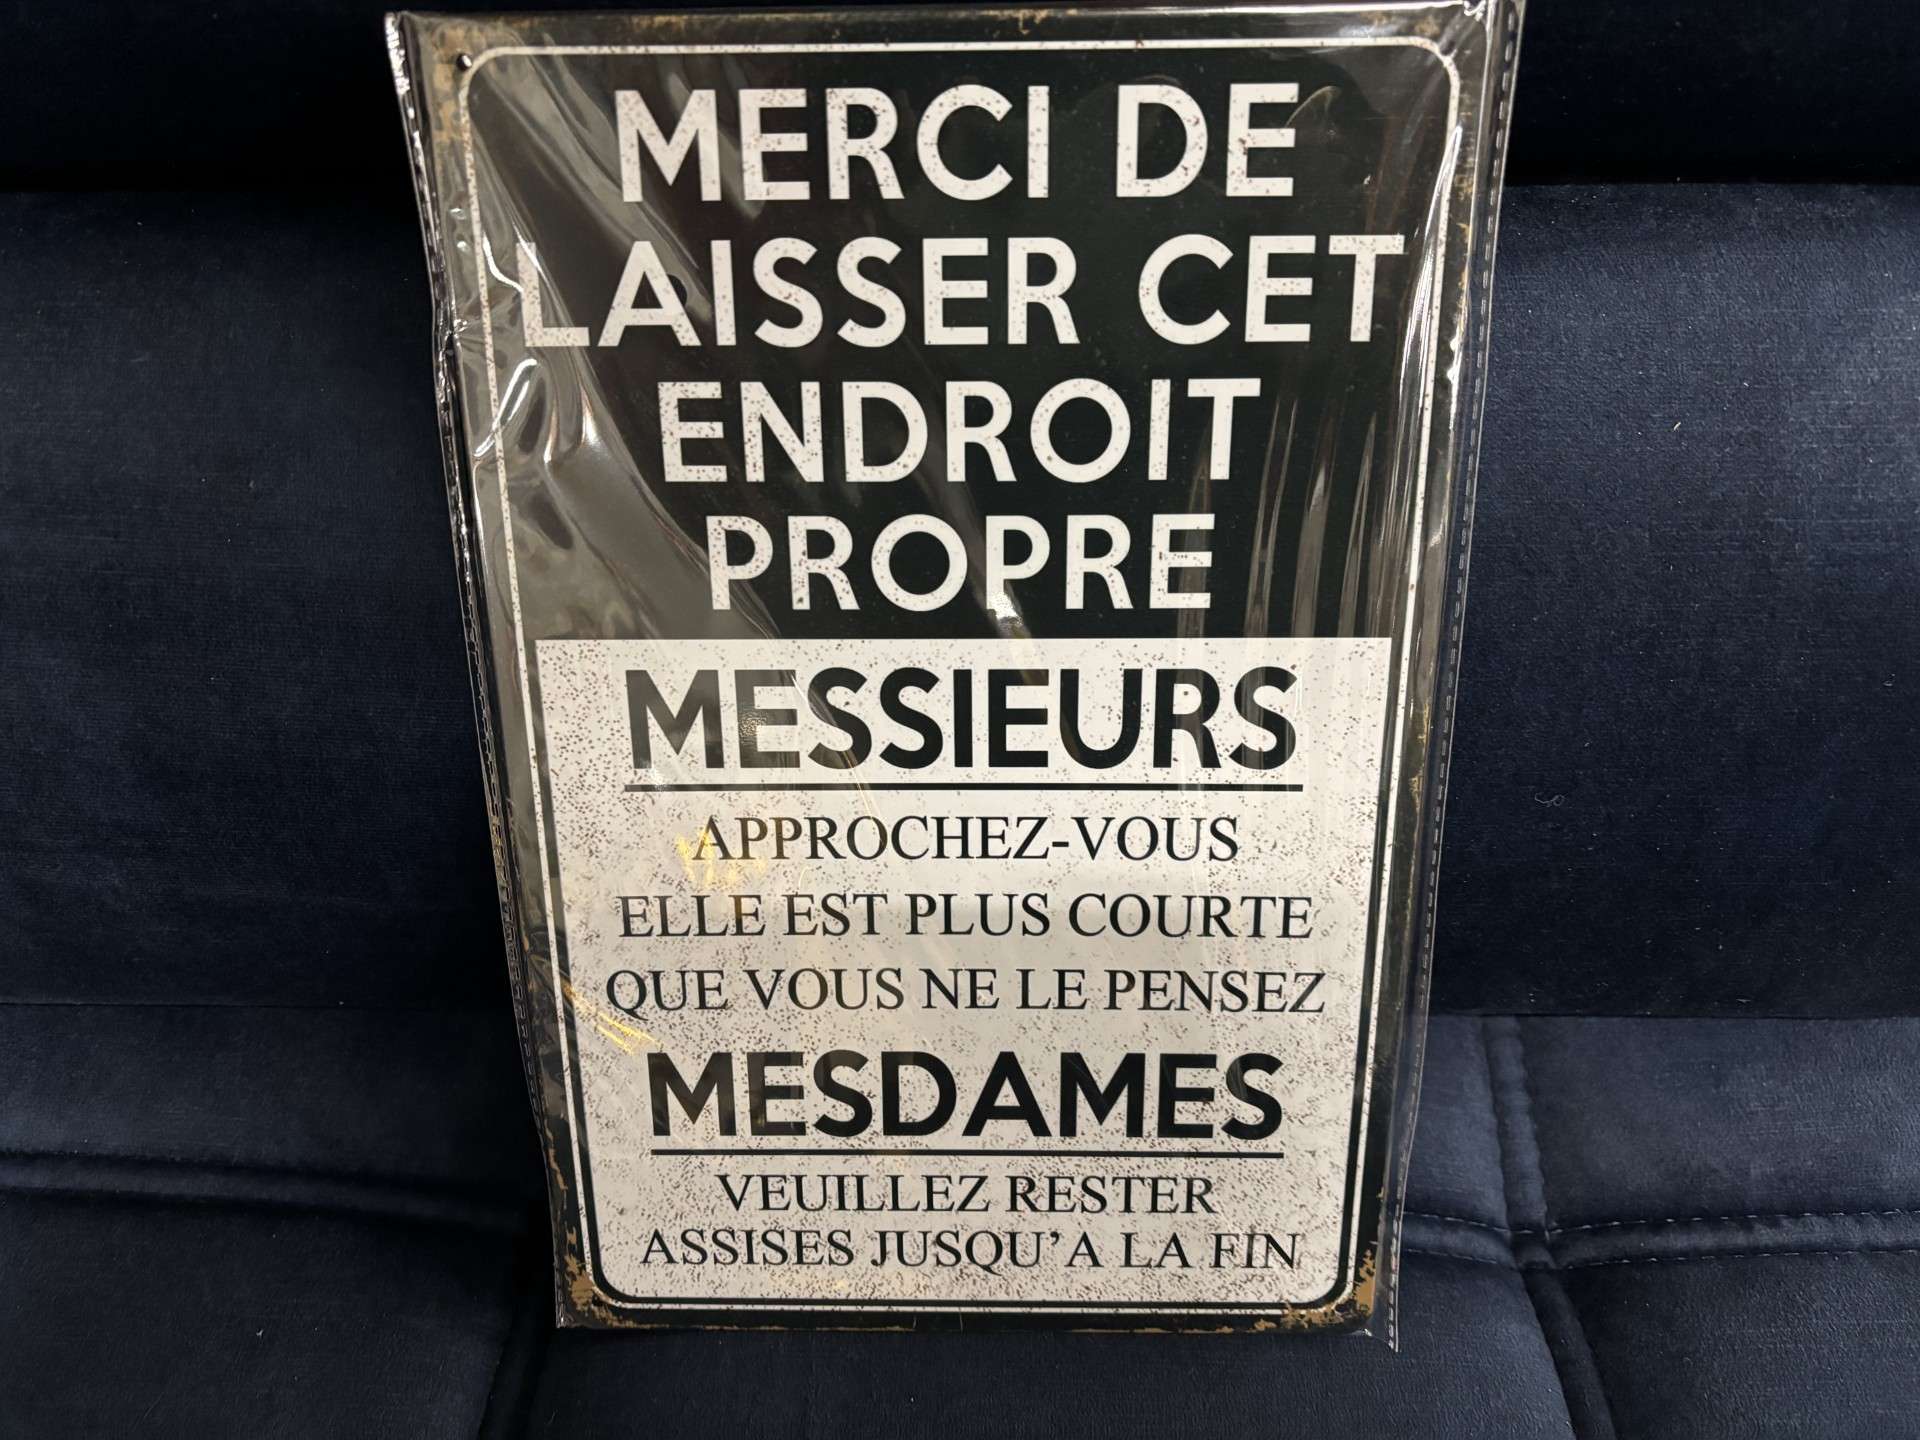 MERCI DE
LAISSER CET
ENDROIT
PROPRE
MESSIEURS
APPROCHEZ-VOUS
ELLE EST PLUS COURTE
QUE VOUS NE LE PENSEZ
MESDAMES
VEUILLEZ RESTER
ASSISES JUSQU'A LA FIN